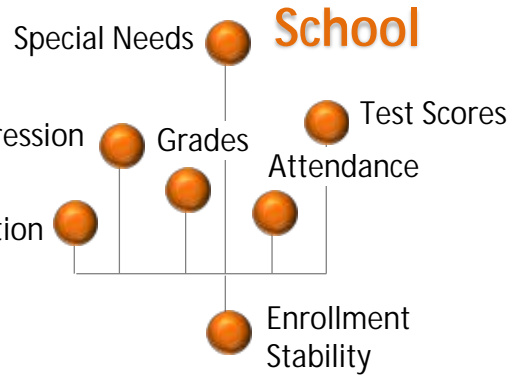 School
Special Needs
Test Scores
ression
Grades
Attendance
tion
Enrollment
Stability